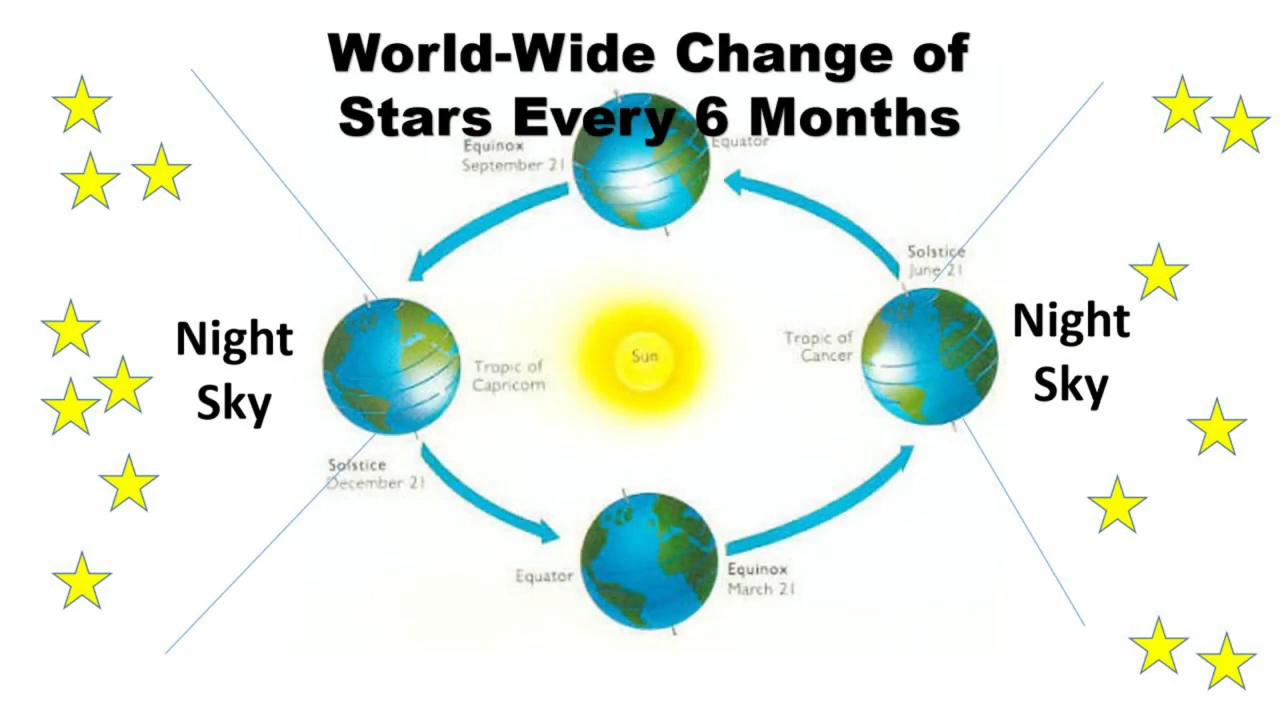 World-Wide Change of
Stars Every 6 Months
Equinox
September 21
Equator
Solstice
June 21
Night
Sky
Tropic of
Capricorn
Sun
Tropic of
Cancer
Night
Sky
Solstice
December 21
Equator
Equinox
March 21